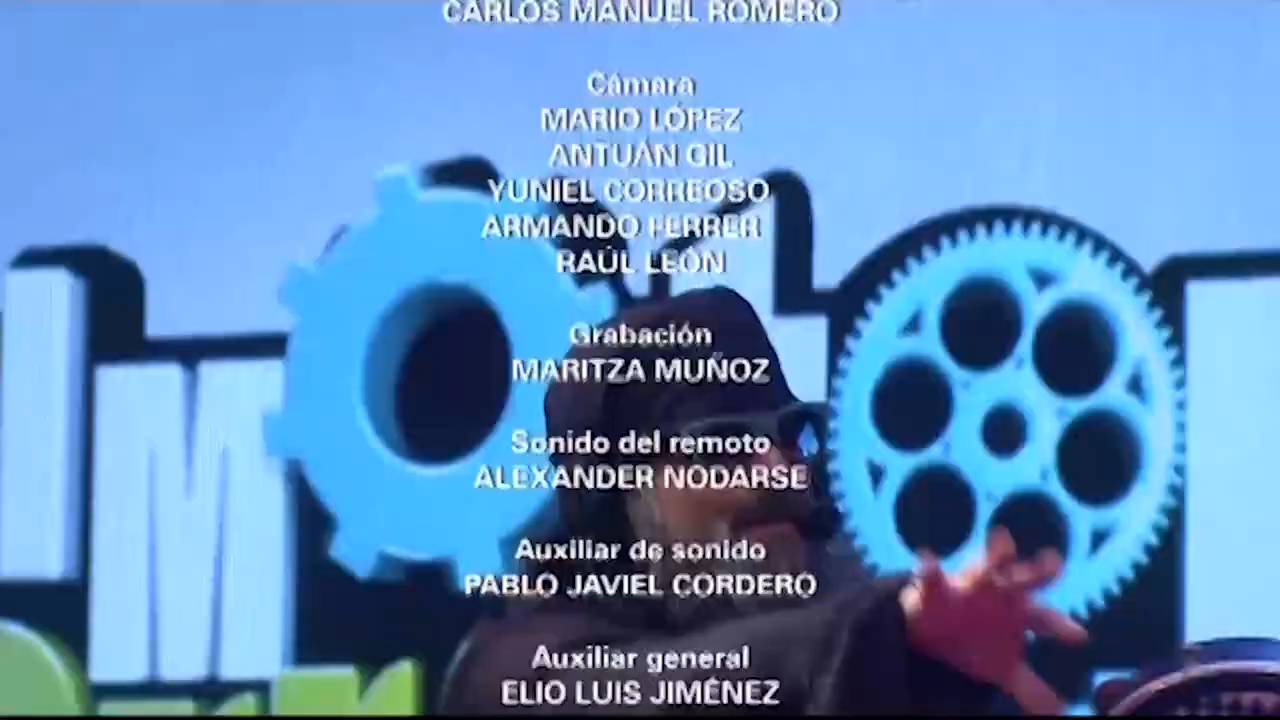 CARLOS MANUEL ROMERO
Cámara
MARIO LÓPEZ
ANTUÁN GIL
YUNIEL CORREOSO
ARMANDO FERRER
RAÚL LEÓN
Grabación
MARITZA MUÑOZ
Sonido del remoto
ALEXANDER NODARSE
Auxiliar de sonido
PABLO JAVIEL CORDERO
Auxiliar general
ELIO LUIS JIMÉNEZ